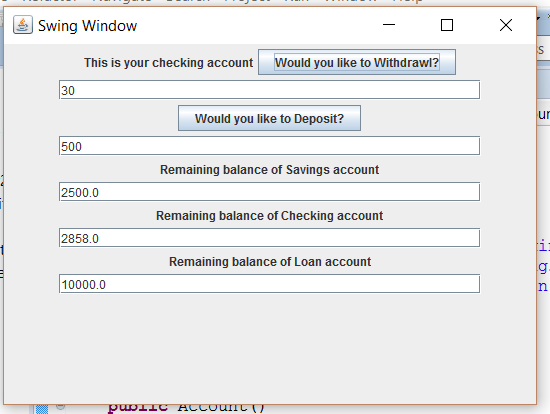 Refactor Navigate Search Project Run Window Help
Swing Window
This is your checking account Would you like to Withdrawl?
30
Would you like to Deposit?
500
Remaining balance of Savings account
2500.0
Remaining balance of Checking account
2858.0
Remaining balance of Loan account
10000.0
public Account()